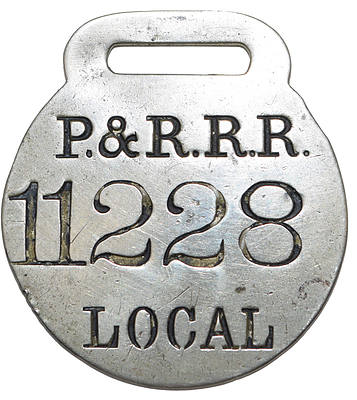 P. & R. R. R.
11228
LOCAL